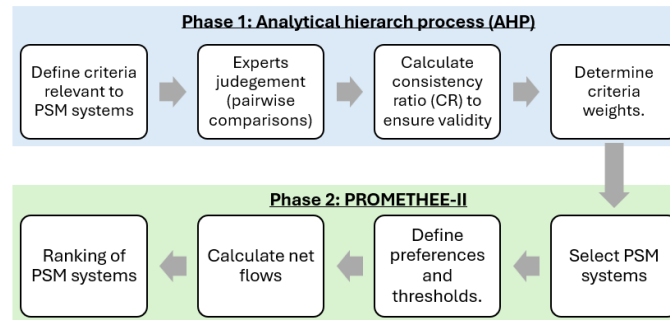 Phase 1: Analytical hierarch process (AHP)
Define criteria
relevant to
PSM systems
Experts
judegement
(pairwise
comparisons)
Calculate
consistency
ratio (CR) to
ensure validity
Determine
criteria
weights.
Phase 2: PROMETHEE-II
Ranking of
PSM systems
Calculate net
flows
Define
preferences
and
thresholds.
Select PSM
systems